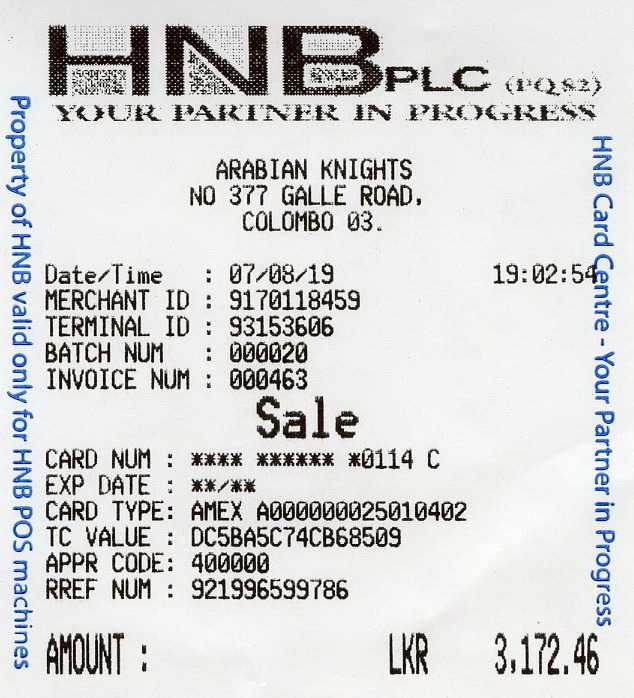 HNB PLC (PQ82)
YOUR PARTNER IN PROGRESS
ARABIAN KNIGHTS
NO 377 GALLE ROAD,
COLOMBO 03.
Date/Time : 07/08/19 19:02:54
MERCHANT ID : 9170118459
TERMINAL ID : 93153606
BATCH NUM : 000020
INVOICE NUM : 000463
Sale
CARD NUM : **** ****** *0114 C
EXP DATE : **/**
CARD TYPE: AMEX A000000025010402
TC VALUE : DC5BA5C74CB68509
APPR CODE: 400000
RREF NUM : 921996599786
AMOUNT : LKR 3,172.46
Property of HNB valid only for HNB POS machines
HNB Card Centre - Your Partner in Progress